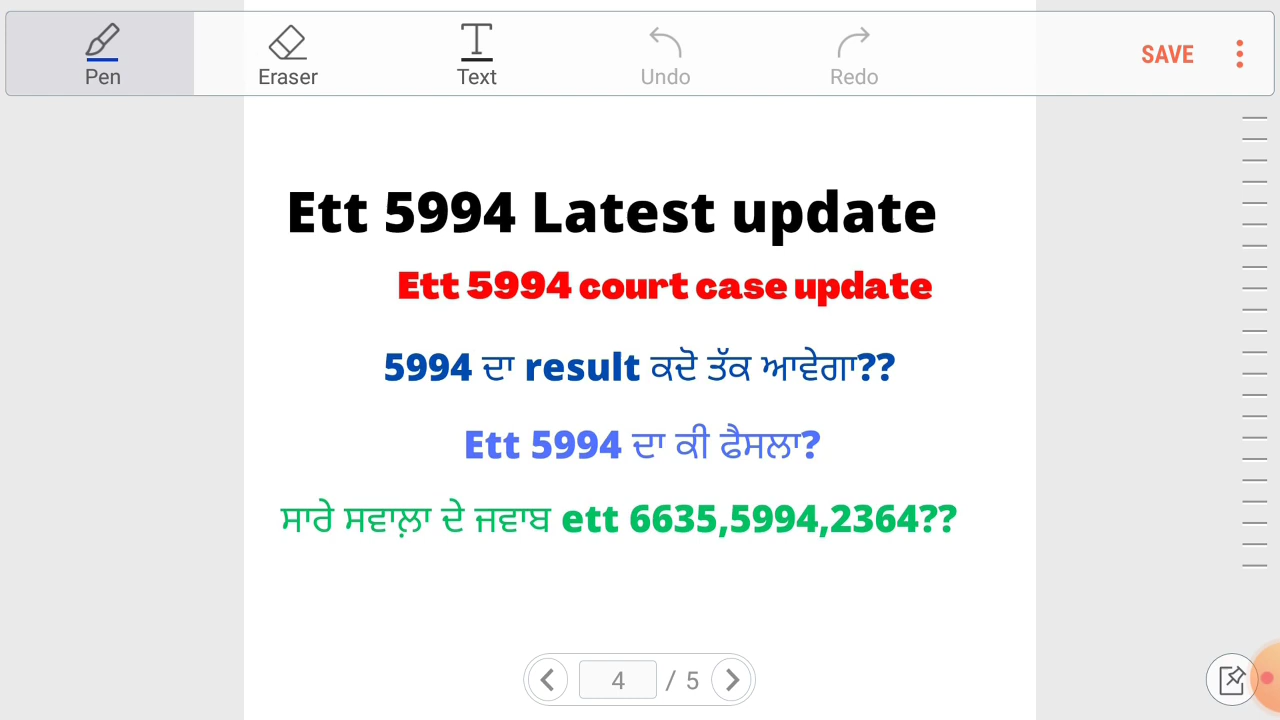 Pen Eraser Text Undo Redo SAVE
Ett 5994 Latest update
Ett 5994 court case update
5994 ਦਾ result ਕਦੋ ਤੱਕ ਆਵੇਗਾ??
Ett 5994 ਦਾ ਕੀ ਫੈਸਲਾ?
ਸਾਰੇ ਸਵਾਲ਼ਾ ਦੇ ਜਵਾਬ ett 6635,5994,2364??
4 / 5